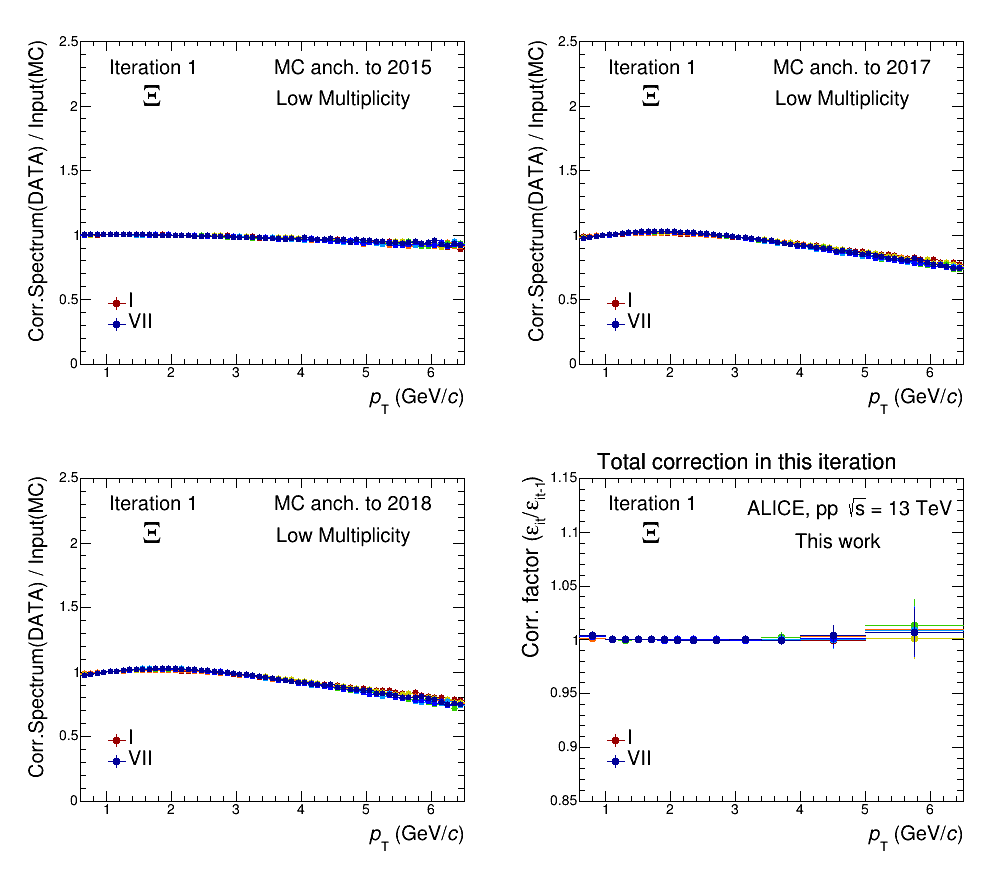 Corr.Spectrum(DATA) / Input(MC)
2.5
2
1.5
1
0.5
0
Iteration 1
MC anch. to 2015
Ξ
Low Multiplicity
I
VII
1 2 3 4 5 6
p_T (GeV/c)
Corr.Spectrum(DATA) / Input(MC)
2.5
2
1.5
1
0.5
0
Iteration 1
MC anch. to 2017
Ξ
Low Multiplicity
I
VII
1 2 3 4 5 6
p_T (GeV/c)
Corr.Spectrum(DATA) / Input(MC)
2.5
2
1.5
1
0.5
0
Iteration 1
MC anch. to 2018
Ξ
Low Multiplicity
I
VII
1 2 3 4 5 6
p_T (GeV/c)
Total correction in this iteration
Corr. factor (ε_it/ε_it-1)
1.15
1.1
1.05
1
0.95
0.9
0.85
Iteration 1
ALICE, pp √s = 13 TeV
Ξ
This work
I
VII
1 2 3 4 5 6
p_T (GeV/c)